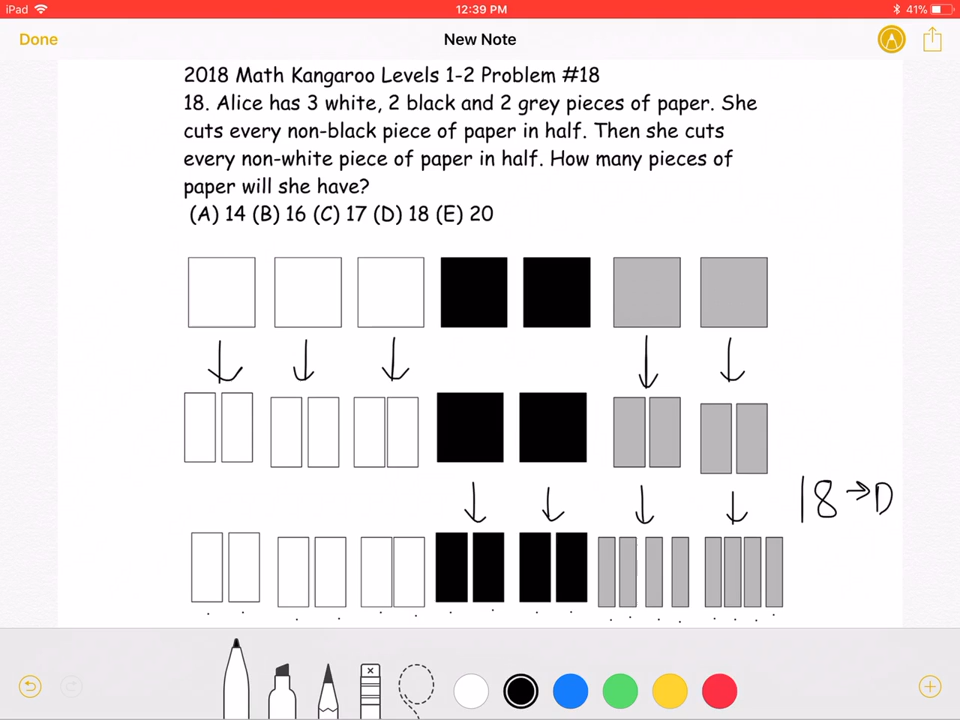 iPad 12:39 PM 41%
Done New Note
2018 Math Kangaroo Levels 1-2 Problem #18
18. Alice has 3 white, 2 black and 2 grey pieces of paper. She
cuts every non-black piece of paper in half. Then she cuts
every non-white piece of paper in half. How many pieces of
paper will she have?
(A) 14 (B) 16 (C) 17 (D) 18 (E) 20
18 → D